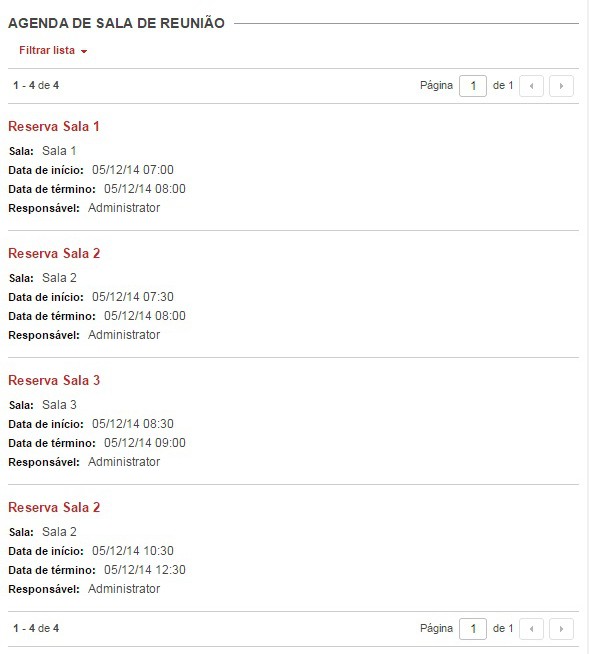 AGENDA DE SALA DE REUNIÃO
Filtrar lista
1 - 4 de 4 Página 1 de 1
Reserva Sala 1
Sala: Sala 1
Data de início: 05/12/14 07:00
Data de término: 05/12/14 08:00
Responsável: Administrator
Reserva Sala 2
Sala: Sala 2
Data de início: 05/12/14 07:30
Data de término: 05/12/14 08:00
Responsável: Administrator
Reserva Sala 3
Sala: Sala 3
Data de início: 05/12/14 08:30
Data de término: 05/12/14 09:00
Responsável: Administrator
Reserva Sala 2
Sala: Sala 2
Data de início: 05/12/14 10:30
Data de término: 05/12/14 12:30
Responsável: Administrator
1 - 4 de 4 Página 1 de 1